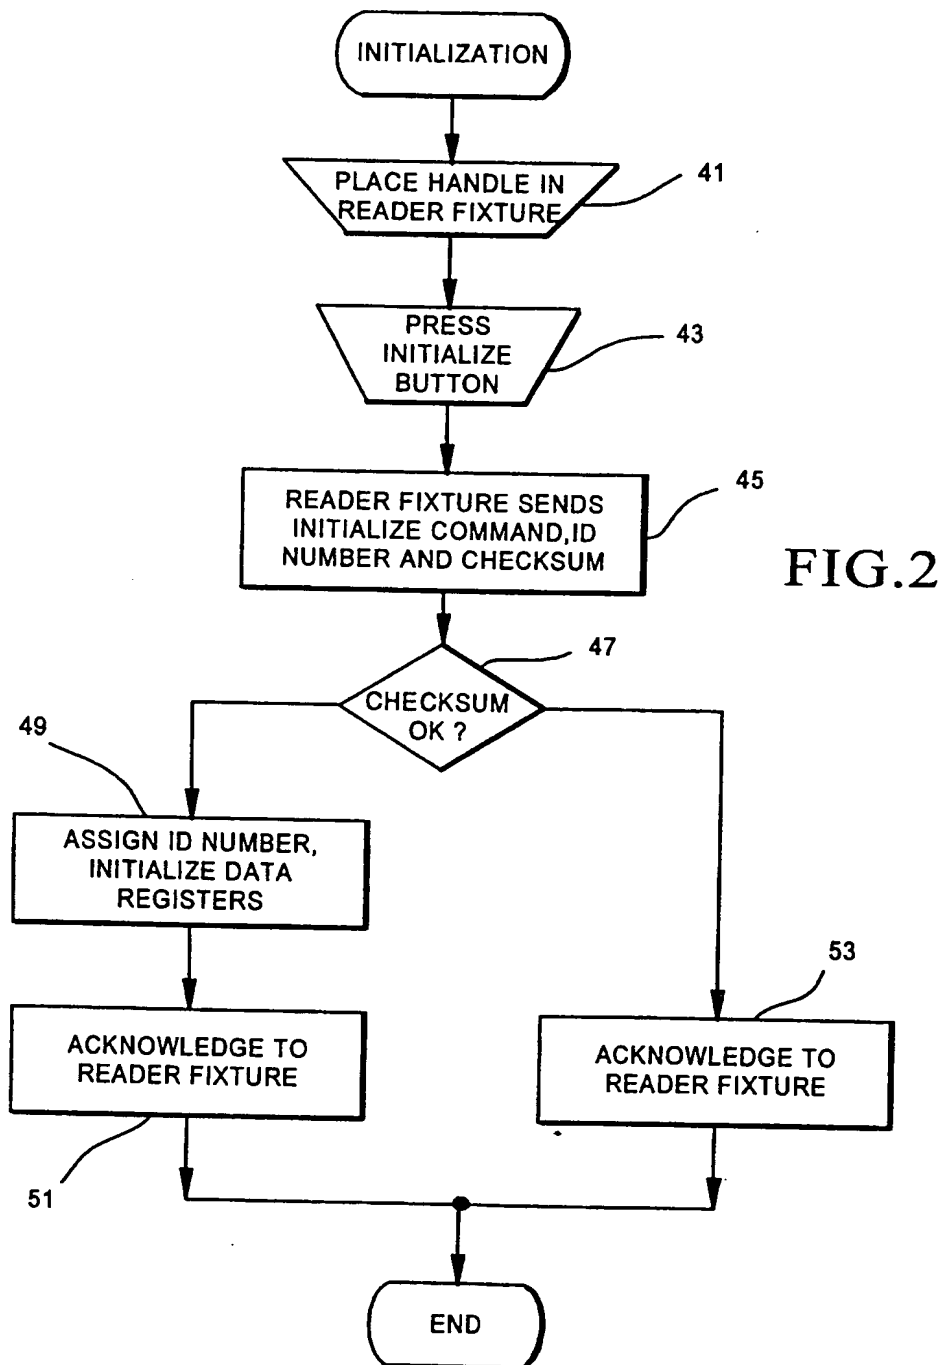 INITIALIZATION
PLACE HANDLE IN
READER FIXTURE
41
PRESS
INITIALIZE
BUTTON
43
READER FIXTURE SENDS
INITIALIZE COMMAND,ID
NUMBER AND CHECKSUM
45
FIG.2
CHECKSUM
OK ?
47
49
ASSIGN ID NUMBER,
INITIALIZE DATA
REGISTERS
53
ACKNOWLEDGE TO
READER FIXTURE
51
ACKNOWLEDGE TO
READER FIXTURE
END